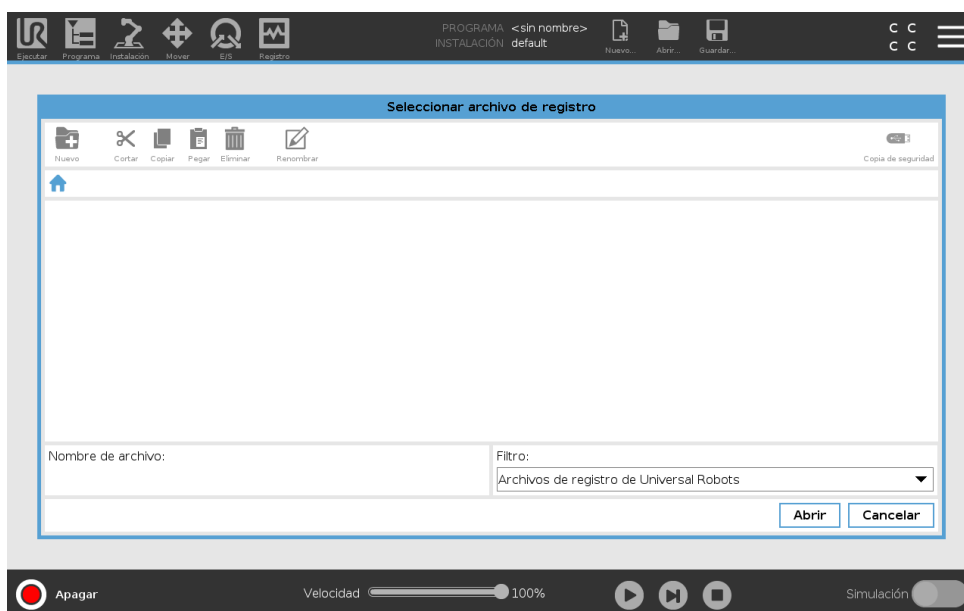 PROGRAMA <sin nombre>
INSTALACIÓN default
Ejecutar Programa Instalación Mover E/S Registro Nuevo... Abrir... Guardar...
C C
C C
Seleccionar archivo de registro
Nuevo Cortar Copiar Pegar Eliminar Renombrar Copia de seguridad
Nombre de archivo: Filtro:
Archivos de registro de Universal Robots
Abrir Cancelar
Apagar Velocidad 100% Simulación